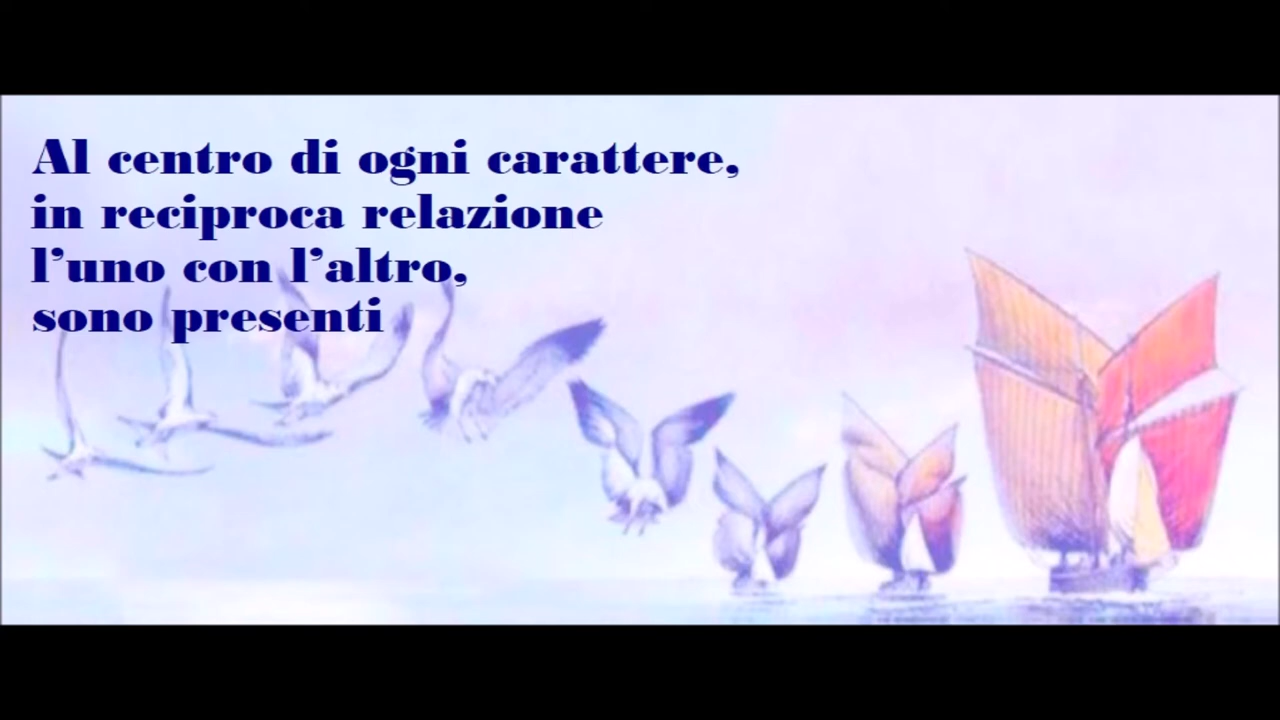 Al centro di ogni carattere,
in reciproca relazione
l’uno con l’altro,
sono presenti